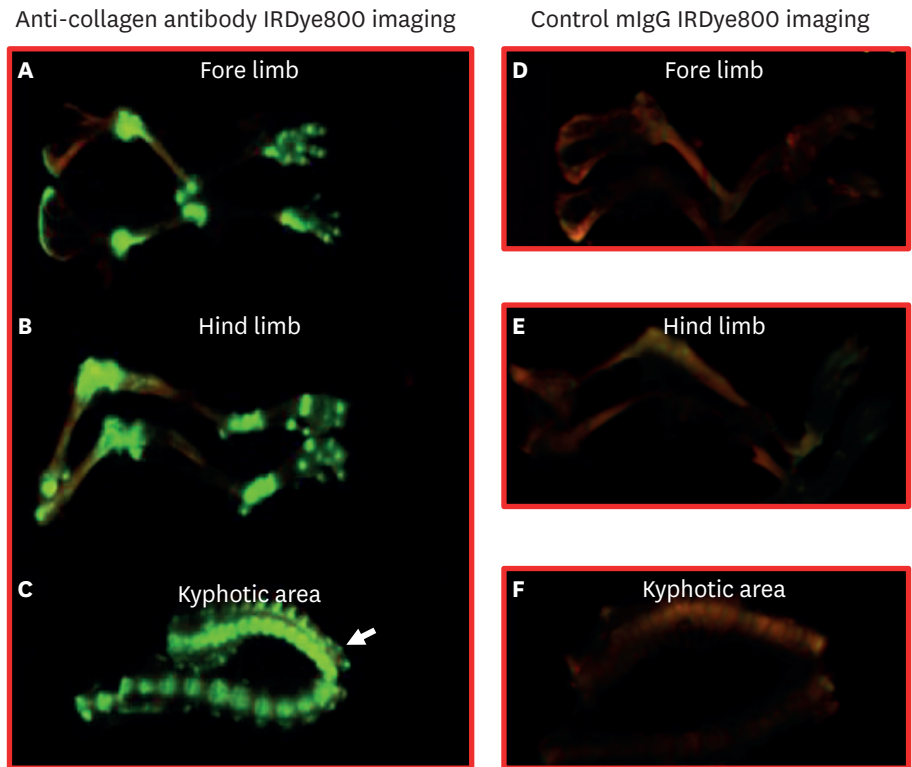 Anti-collagen antibody IRDye800 imaging
Control mIgG IRDye800 imaging
A
Fore limb
D
Fore limb
B
Hind limb
E
Hind limb
C
Kyphotic area
F
Kyphotic area